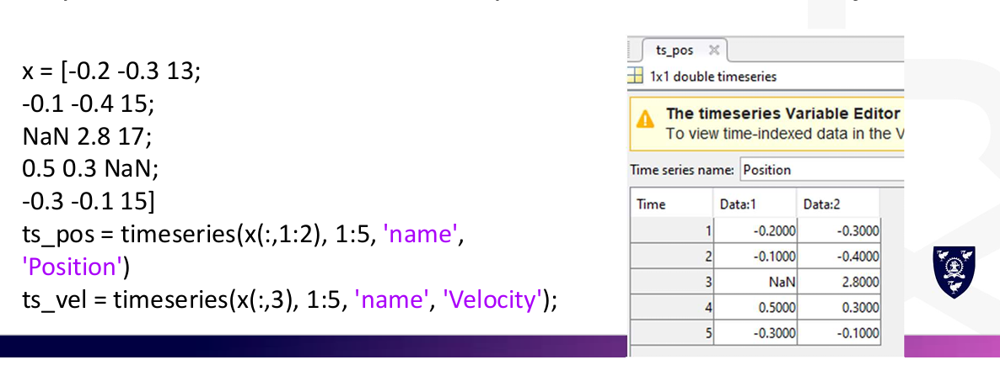 x = [-0.2 -0.3 13;
-0.1 -0.4 15;
NaN 2.8 17;
0.5 0.3 NaN;
-0.3 -0.1 15]
ts_pos = timeseries(x(:,1:2), 1:5, 'name',
'Position')
ts_vel = timeseries(x(:,3), 1:5, 'name', 'Velocity');
ts_pos
1x1 double timeseries
The timeseries Variable Editor
To view time-indexed data in the V
Time series name: Position
Time Data:1 Data:2
1 -0.2000 -0.3000
2 -0.1000 -0.4000
3 NaN 2.8000
4 0.5000 0.3000
5 -0.3000 -0.1000